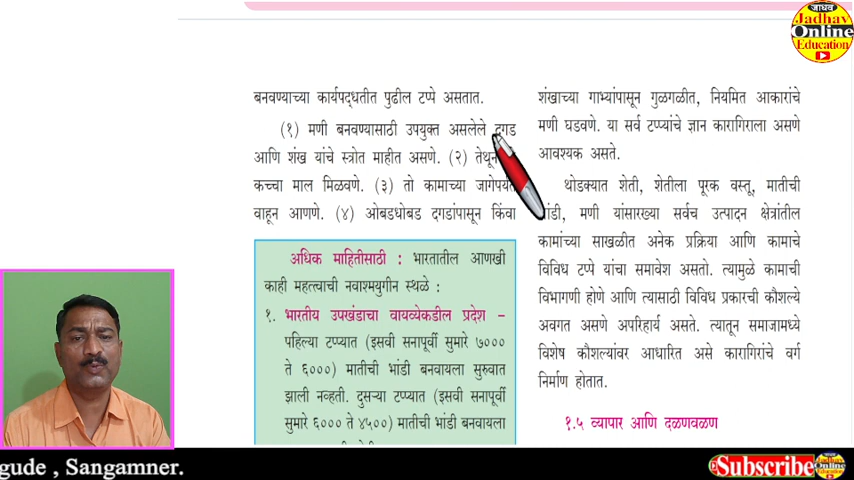 जाधव
Jadhav
Online
Education
बनवण्याच्या कार्यपद्धतीत पुढील टप्पे असतात.
(१) मणी बनवण्यासाठी उपयुक्त असलेले दगड
आणि शंख यांचे स्त्रोत माहीत असणे. (२) तेथून
कच्चा माल मिळवणे. (३) तो कामाच्या जागेपर्यंत
वाहून आणणे. (४) ओबडधोबड दगडांपासून किंवा
अधिक माहितीसाठी : भारतातील आणखी
काही महत्त्वाची नवाश्मयुगीन स्थळे :
१. भारतीय उपखंडाचा वायव्येकडील प्रदेश –
पहिल्या टप्प्यात (इसवी सनापूर्वी सुमारे ७०००
ते ६०००) मातीची भांडी बनवायला सुरुवात
झाली नव्हती. दुसऱ्या टप्प्यात (इसवी सनापूर्वी
सुमारे ६००० ते ४५००) मातीची भांडी बनवायला
शंखाच्या गाभ्यांपासून गुळगळीत, नियमित आकारांचे
मणी घडवणे. या सर्व टप्प्यांचे ज्ञान कारागिराला असणे
आवश्यक असते.
थोडक्यात शेती, शेतीला पूरक वस्तू, मातीची
भांडी, मणी यांसारख्या सर्वच उत्पादन क्षेत्रांतील
कामांच्या साखळीत अनेक प्रक्रिया आणि कामाचे
विविध टप्पे यांचा समावेश असतो. त्यामुळे कामाची
विभागणी होणे आणि त्यासाठी विविध प्रकारची कौशल्ये
अवगत असणे अपरिहार्य असते. त्यातून समाजामध्ये
विशेष कौशल्यांवर आधारित असे कारागिरांचे वर्ग
निर्माण होतात.
१.५ व्यापार आणि दळणवळण
gude , Sangamner.
Subscribe
Online